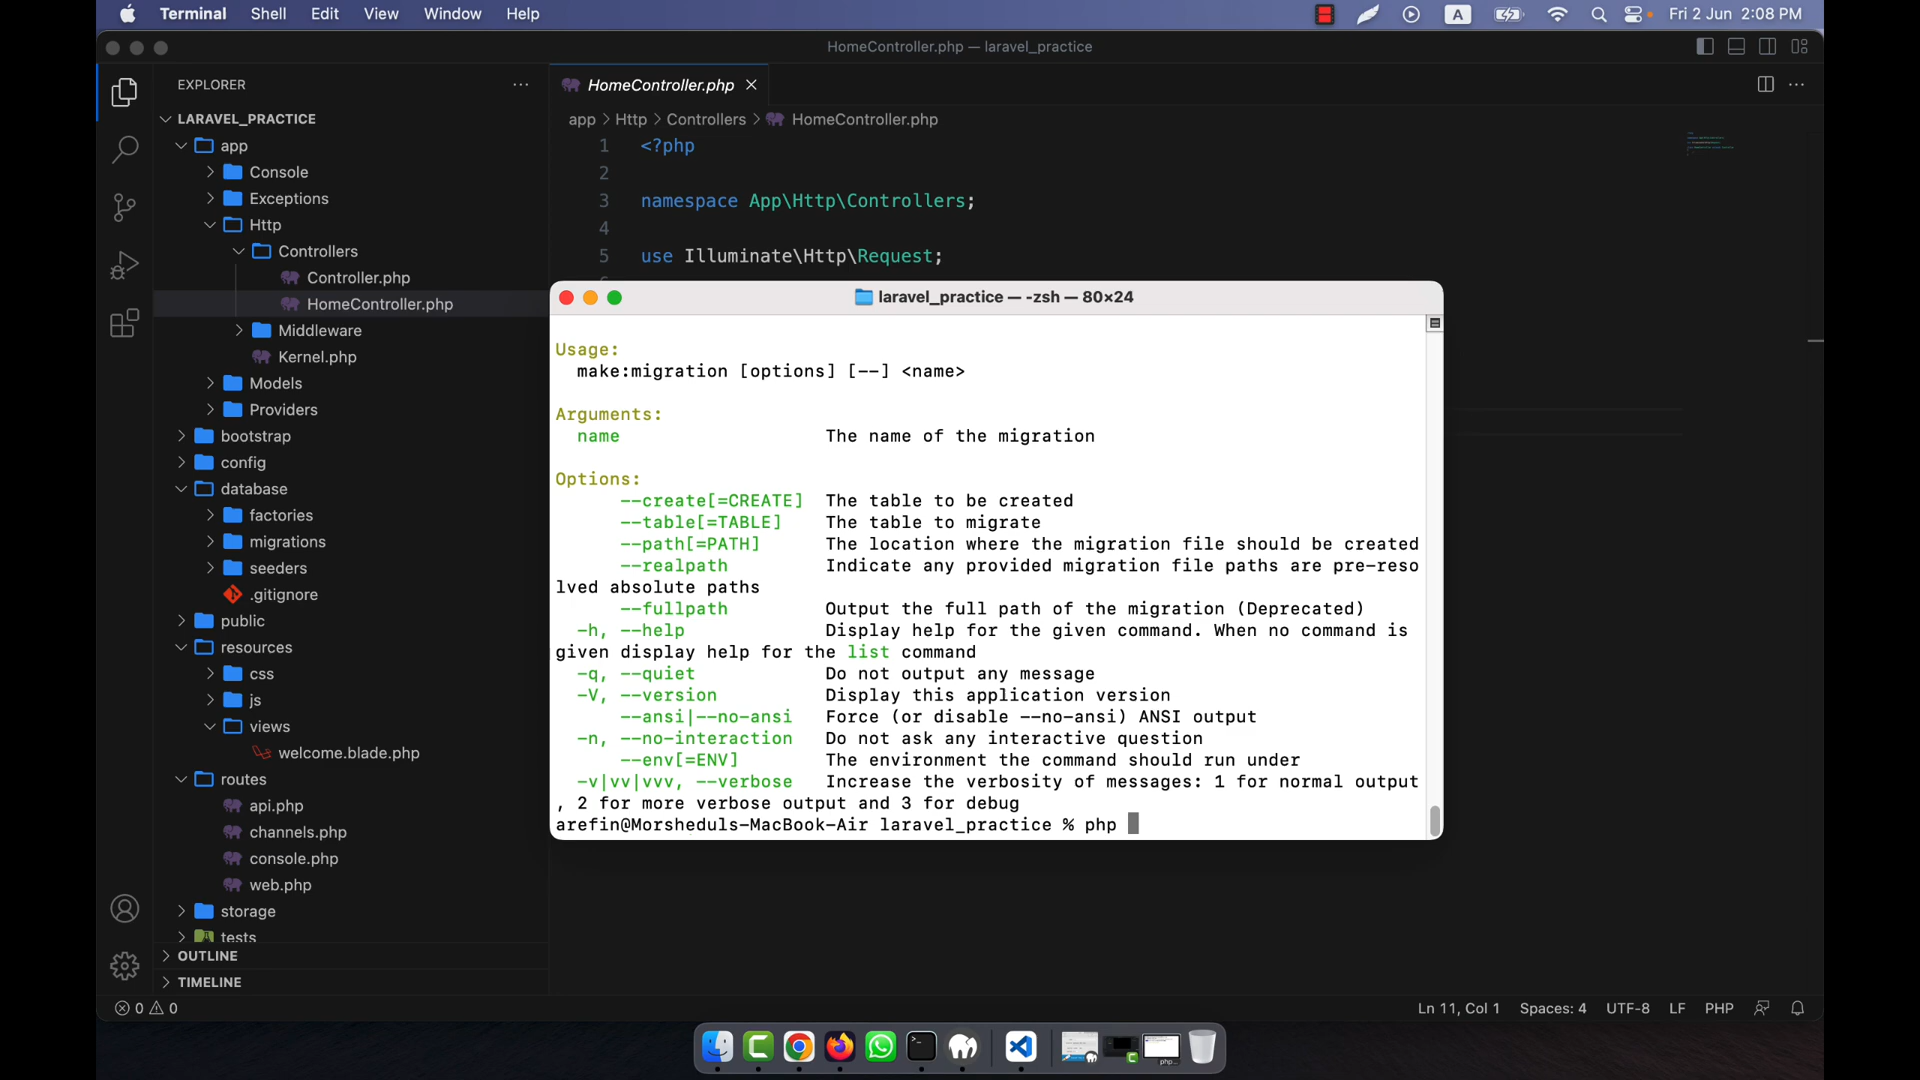 Terminal Shell Edit View Window Help
A
Fri 2 Jun 2:08 PM
HomeController.php — laravel_practice
EXPLORER
HomeController.php
LARAVEL_PRACTICE
app
Console
Exceptions
Http
Controllers
Controller.php
HomeController.php
Middleware
Kernel.php
Models
Providers
bootstrap
config
database
factories
migrations
seeders
.gitignore
public
resources
css
js
views
welcome.blade.php
routes
api.php
channels.php
console.php
web.php
storage
tests
OUTLINE
TIMELINE
app > Http > Controllers > HomeController.php
1 <?php
2
3 namespace App\Http\Controllers;
4
5 use Illuminate\Http\Request;
laravel_practice — -zsh — 80×24
Usage:
make:migration [options] [--] <name>
Arguments:
name The name of the migration
Options:
--create[=CREATE] The table to be created
--table[=TABLE] The table to migrate
--path[=PATH] The location where the migration file should be created
--realpath Indicate any provided migration file paths are pre-reso
lved absolute paths
--fullpath Output the full path of the migration (Deprecated)
-h, --help Display help for the given command. When no command is
given display help for the list command
-q, --quiet Do not output any message
-V, --version Display this application version
--ansi|--no-ansi Force (or disable --no-ansi) ANSI output
-n, --no-interaction Do not ask any interactive question
--env[=ENV] The environment the command should run under
-v|vv|vvv, --verbose Increase the verbosity of messages: 1 for normal output
, 2 for more verbose output and 3 for debug
arefin@Morsheduls-MacBook-Air laravel_practice % php
0 0
Ln 11, Col 1 Spaces: 4 UTF-8 LF PHP